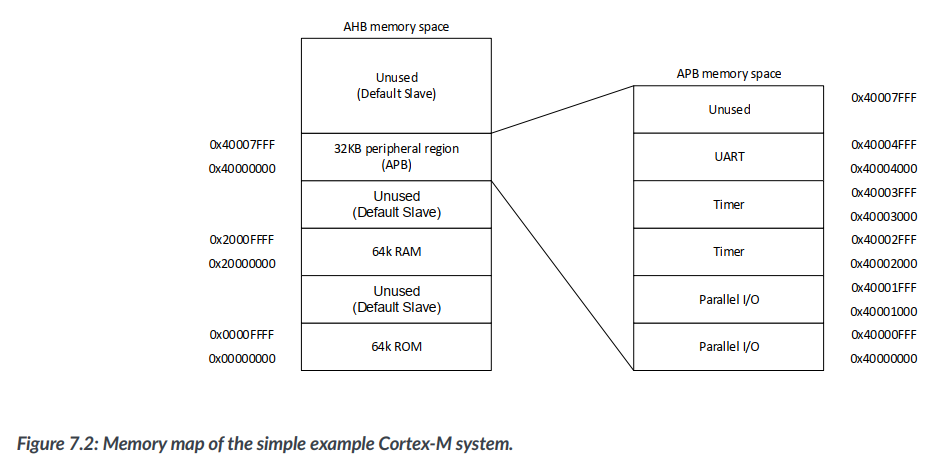 AHB memory space
Unused
(Default Slave)
0x40007FFF
0x40000000
32KB peripheral region
(APB)
Unused
(Default Slave)
0x2000FFFF
0x20000000
64k RAM
Unused
(Default Slave)
0x0000FFFF
0x00000000
64k ROM
APB memory space
Unused
0x40007FFF
UART
0x40004FFF
0x40004000
Timer
0x40003FFF
0x40003000
Timer
0x40002FFF
0x40002000
Parallel I/O
0x40001FFF
0x40001000
Parallel I/O
0x40000FFF
0x40000000
Figure 7.2: Memory map of the simple example Cortex-M system.